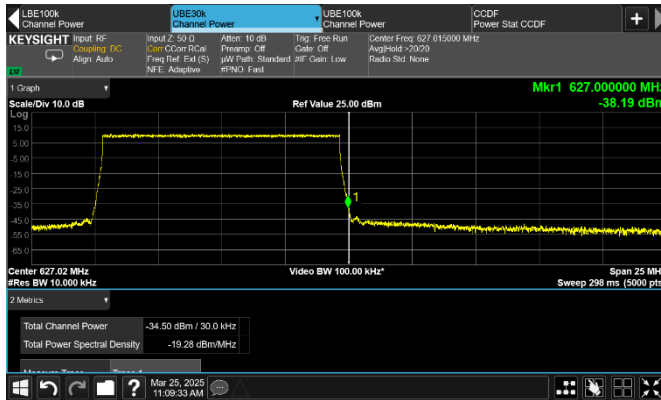 LBE100k
Channel Power
UBE30k
Channel Power
UBE100k
Channel Power
CCDF
Power Stat CCDF
KEYSIGHT
Input: RF
Coupling: DC
Align: Auto
Input Z: 50 Ω
Corr CCorr RCal
Freq Ref: Ext (S)
NFE: Adaptive
Atten: 10 dB
Preamp: Off
µW Path: Standard
#PNO: Fast
Trig: Free Run
Gate: Off
#IF Gain: Low
Center Freq: 627.015000 MHz
Avg|Hold:>20/20
Radio Std: None
LXI
1 Graph
Mkr1 627.000000 MHz
Scale/Div 10.0 dB
Ref Value 25.00 dBm
-38.19 dBm
Log
15.0
5.00
-5.00
-15.0
-25.0
-35.0
-45.0
-55.0
-65.0
1
Center 627.02 MHz
Video BW 100.00 kHz*
Span 25 MH
#Res BW 10.000 kHz
Sweep 298 ms (5000 pts
2 Metrics
Total Channel Power
-34.50 dBm / 30.0 kHz
Total Power Spectral Density
-19.28 dBm/MHz
Measure Trace
Trace 1
?
Mar 25, 2025
11:09:33 AM